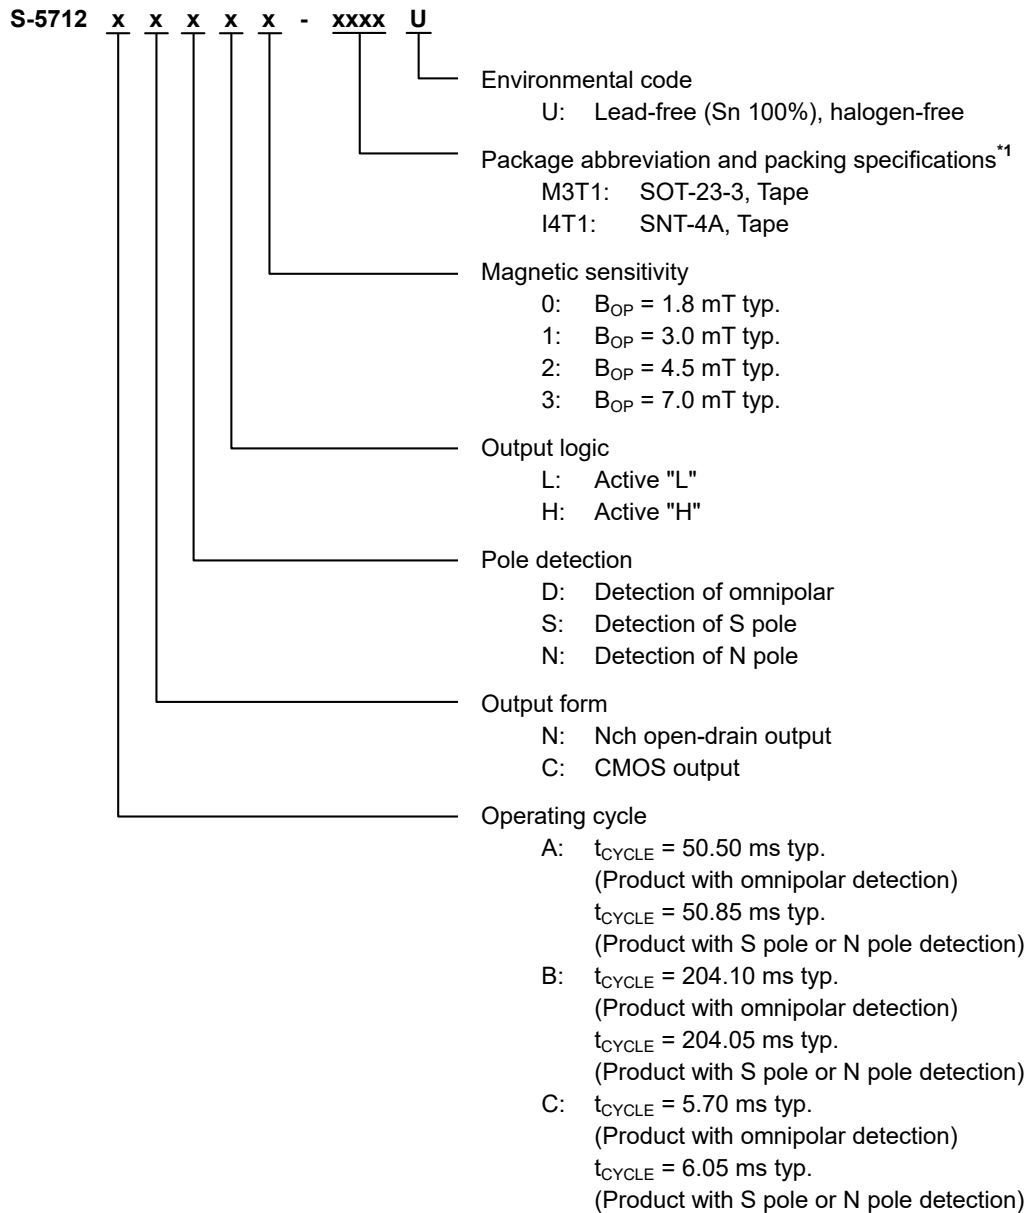 S-5712 x x x x x - xxxx U
Environmental code
U: Lead-free (Sn 100%), halogen-free
Package abbreviation and packing specifications*1
M3T1: SOT-23-3, Tape
I4T1: SNT-4A, Tape
Magnetic sensitivity
0: BOP = 1.8 mT typ.
1: BOP = 3.0 mT typ.
2: BOP = 4.5 mT typ.
3: BOP = 7.0 mT typ.
Output logic
L: Active "L"
H: Active "H"
Pole detection
D: Detection of omnipolar
S: Detection of S pole
N: Detection of N pole
Output form
N: Nch open-drain output
C: CMOS output
Operating cycle
A: tCYCLE = 50.50 ms typ.
(Product with omnipolar detection)
tCYCLE = 50.85 ms typ.
(Product with S pole or N pole detection)
B: tCYCLE = 204.10 ms typ.
(Product with omnipolar detection)
tCYCLE = 204.05 ms typ.
(Product with S pole or N pole detection)
C: tCYCLE = 5.70 ms typ.
(Product with omnipolar detection)
tCYCLE = 6.05 ms typ.
(Product with S pole or N pole detection)